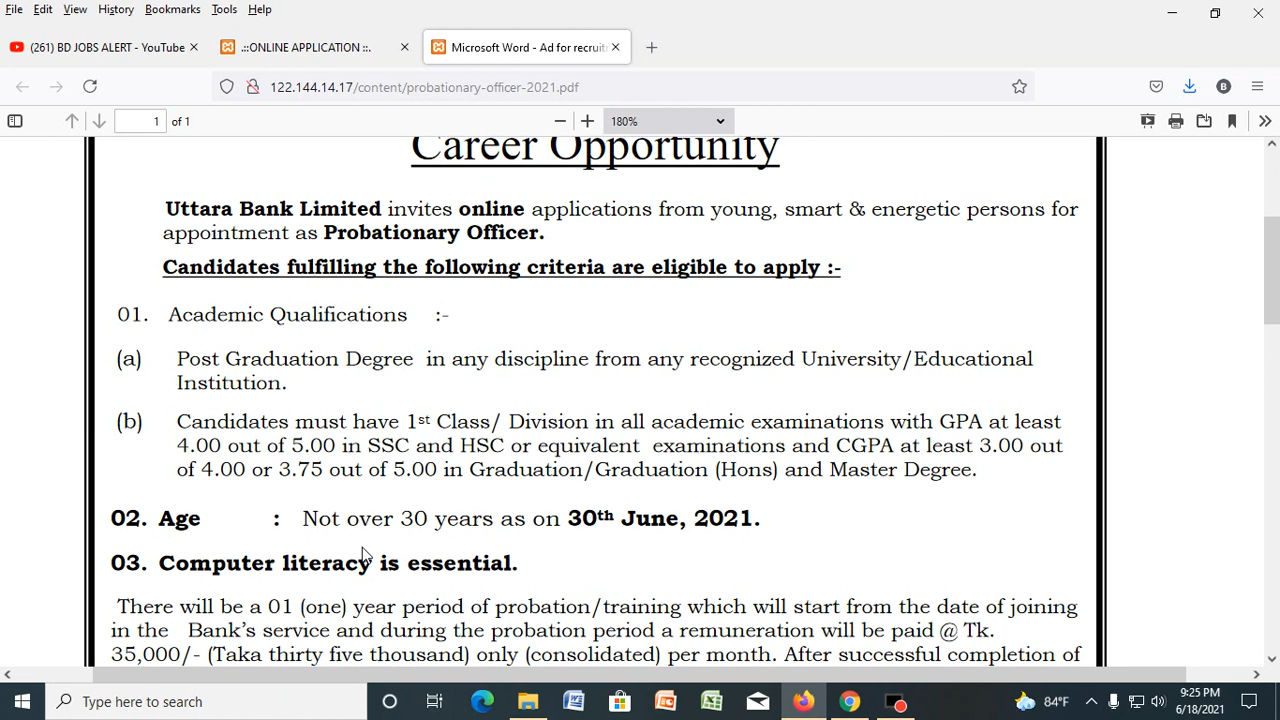 File Edit View History Bookmarks Tools Help
(261) BD JOBS ALERT - YouTube
.::ONLINE APPLICATION ::.
Microsoft Word - Ad for recruit
122.144.14.17/content/probationary-officer-2021.pdf
B
1 of 1
180%
Career Opportunity
Uttara Bank Limited invites online applications from young, smart & energetic persons for
appointment as Probationary Officer.
Candidates fulfilling the following criteria are eligible to apply :-
01. Academic Qualifications :-
(a) Post Graduation Degree in any discipline from any recognized University/Educational
Institution.
(b) Candidates must have 1st Class/ Division in all academic examinations with GPA at least
4.00 out of 5.00 in SSC and HSC or equivalent examinations and CGPA at least 3.00 out
of 4.00 or 3.75 out of 5.00 in Graduation/Graduation (Hons) and Master Degree.
02. Age : Not over 30 years as on 30th June, 2021.
03. Computer literacy is essential.
There will be a 01 (one) year period of probation/training which will start from the date of joining
in the Bank's service and during the probation period a remuneration will be paid @ Tk.
35,000/- (Taka thirty five thousand) only (consolidated) per month. After successful completion of
Type here to search
84°F
9:25 PM
6/18/2021